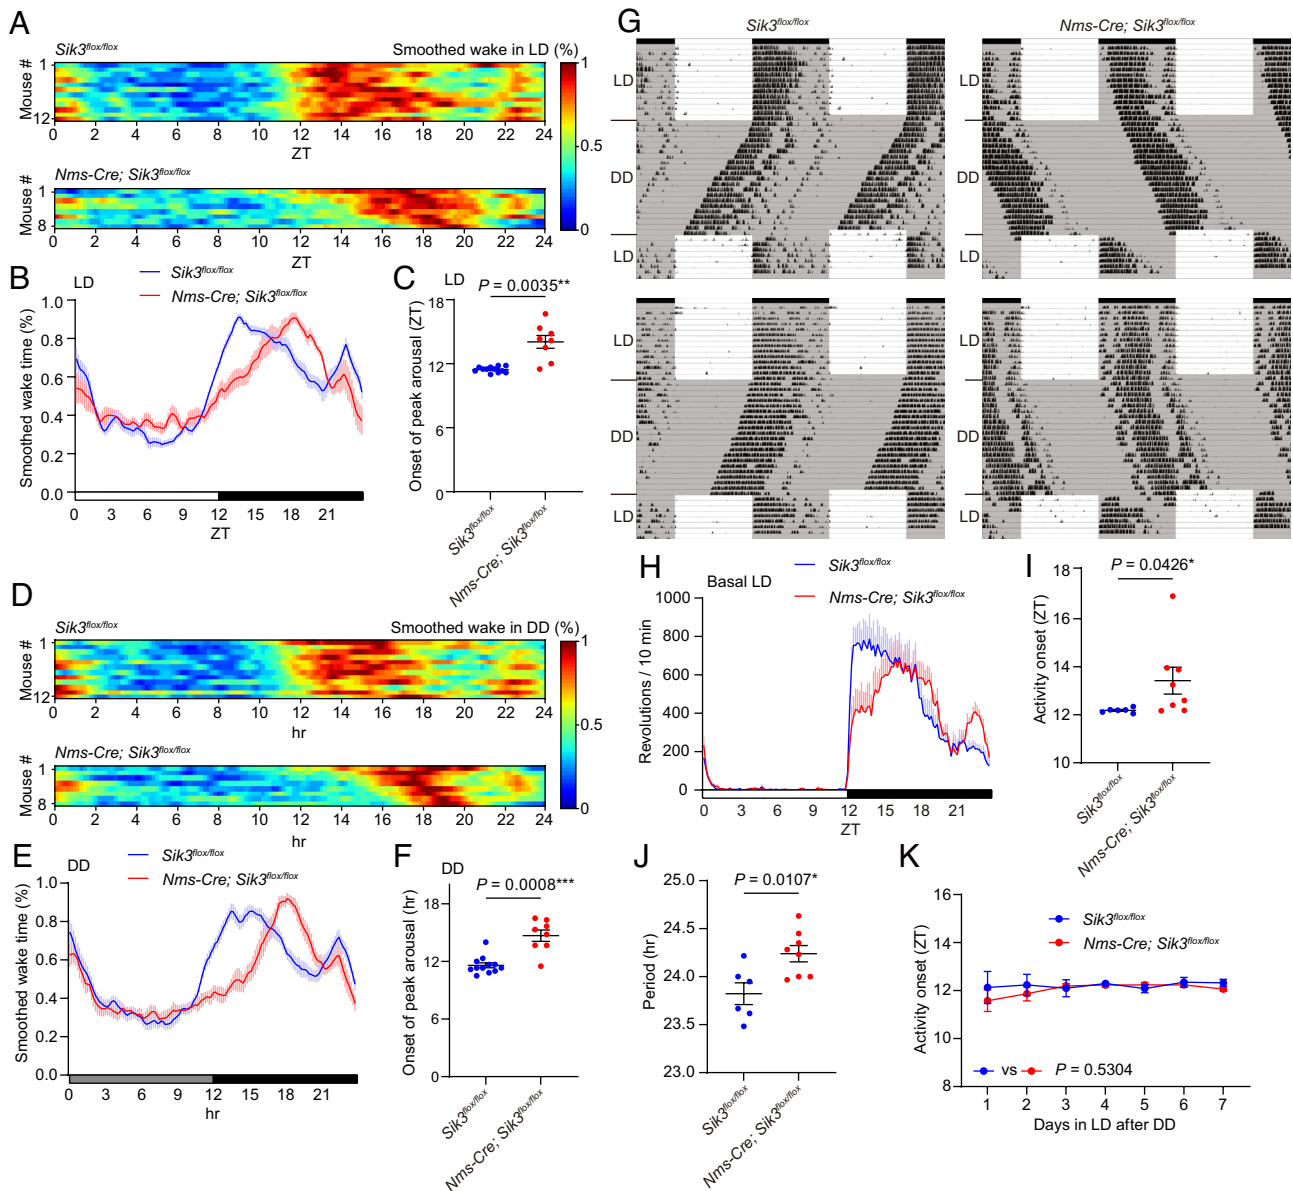 A
Sik3flox/flox
Smoothed wake in LD (%)
Mouse #
1
12
0 2 4 6 8 10 12 14 16 18 20 22 24
ZT
1
0.5
0
Nms-Cre; Sik3flox/flox
Mouse #
1
8
0 2 4 6 8 10 12 14 16 18 20 22 24
ZT
B
LD
Sik3flox/flox
Nms-Cre; Sik3flox/flox
Smoothed wake time (%)
1.0
0.8
0.6
0.4
0.2
0.0
0 3 6 9 12 15 18 21
ZT
C
LD
P = 0.0035**
Onset of peak arousal (ZT)
18
12
6
0
Sik3flox/flox
Nms-Cre; Sik3flox/flox
D
Sik3flox/flox
Smoothed wake in DD (%)
Mouse #
1
12
0 2 4 6 8 10 12 14 16 18 20 22 24
hr
1
0.5
0
Nms-Cre; Sik3flox/flox
Mouse #
1
8
0 2 4 6 8 10 12 14 16 18 20 22 24
hr
E
DD
Sik3flox/flox
Nms-Cre; Sik3flox/flox
Smoothed wake time (%)
1.0
0.8
0.6
0.4
0.2
0.0
0 3 6 9 12 15 18 21
hr
F
DD
P = 0.0008***
Onset of peak arousal (hr)
18
12
6
0
Sik3flox/flox
Nms-Cre; Sik3flox/flox
G
Sik3flox/flox
Nms-Cre; Sik3flox/flox
LD
DD
LD
LD
DD
LD
LD
DD
LD
LD
DD
LD
H
Basal LD
Sik3flox/flox
Nms-Cre; Sik3flox/flox
Revolutions / 10 min
1000
800
600
400
200
0
0 3 6 9 12 15 18 21
ZT
I
P = 0.0426*
Activity onset (ZT)
18
16
14
12
10
Sik3flox/flox
Nms-Cre; Sik3flox/flox
J
P = 0.0107*
Period (hr)
25.0
24.5
24.0
23.5
23.0
Sik3flox/flox
Nms-Cre; Sik3flox/flox
K
Sik3flox/flox
Nms-Cre; Sik3flox/flox
Activity onset (ZT)
16
14
12
10
8
vs P = 0.5304
1 2 3 4 5 6 7
Days in LD after DD